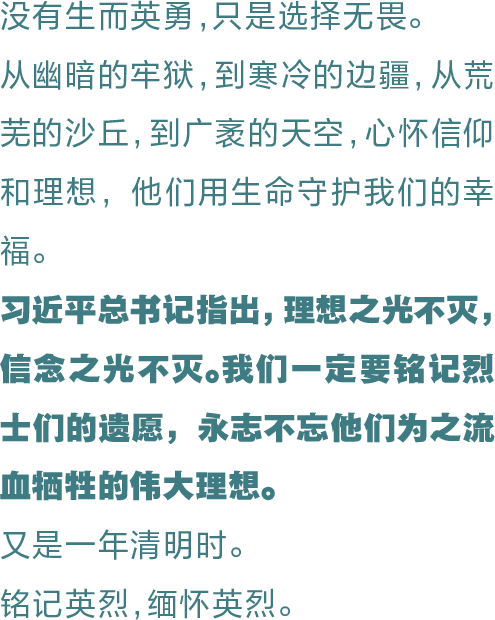 没有生而英勇,只是选择无畏。
从幽暗的牢狱,到寒冷的边疆,从荒
芜的沙丘,到广袤的天空,心怀信仰
和理想，他们用生命守护我们的幸
福。
习近平总书记指出，理想之光不灭，
信念之光不灭。我们一定要铭记烈
士们的遗愿，永志不忘他们为之流
血牺牲的伟大理想。
又是一年清明时。
铭记英烈,缅怀英烈。